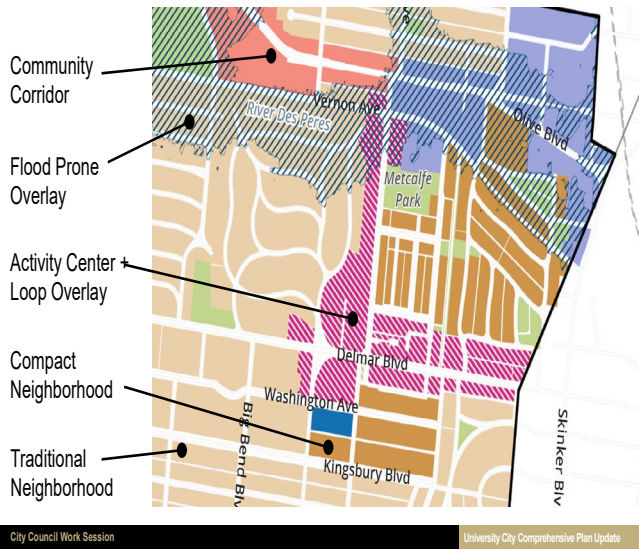 Community
Corridor
Flood Prone
Overlay
Activity Center +
Loop Overlay
Compact
Neighborhood
Traditional
Neighborhood
Vernon Ave
River Des Peres
Olive Blvd
Metcalfe
Park
Delmar Blvd
Washington Ave
Kingsbury Blvd
Big Bend Blv
Skinker Blv
City Council Work Session
University City Comprehensive Plan Update